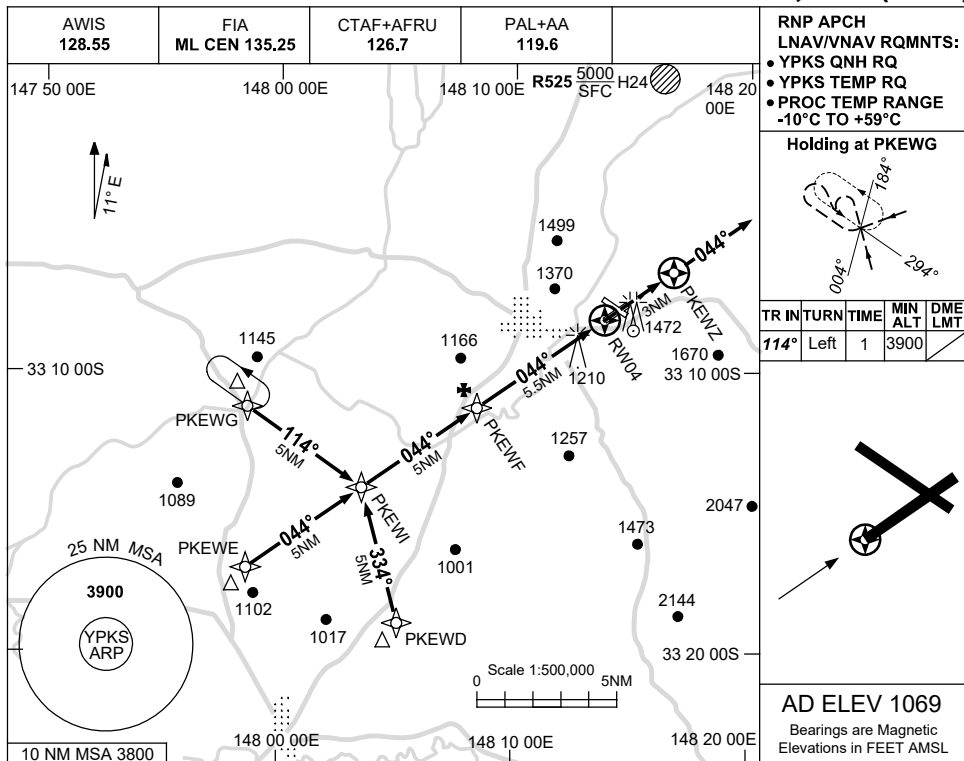 AWIS
128.55
FIA
ML CEN 135.25
CTAF+AFRU
126.7
PAL+AA
119.6
RNP APCH
LNAV/VNAV RQMNTS:
• YPKS QNH RQ
• YPKS TEMP RQ
• PROC TEMP RANGE
-10°C TO +59°C
147 50 00E
148 00 00E
148 10 00E
R525 5000
SFC H24
148 20
00E
11° E
Holding at PKEWG
184°
004°
294°
TR IN TURN TIME MIN ALT DME LMT
114° Left 1 3900
1499
1370
044°
PKEWZ
3NM
1472
RW04
1670
1145
1166
33 10 00S
33 10 00S
044°
5.5NM
1210
PKEWG
114°
5NM
044°
5NM
PKEWF
1257
1089
PKEWI
2047
PKEWE
044°
5NM
334°
5NM
1001
1473
1102
1017
PKEWD
2144
25 NM MSA
3900
YPKS
ARP
33 20 00S
Scale 1:500,000
0 5NM
10 NM MSA 3800
148 00 00E
148 10 00E
148 20 00E
AD ELEV 1069
Bearings are Magnetic
Elevations in FEET AMSL